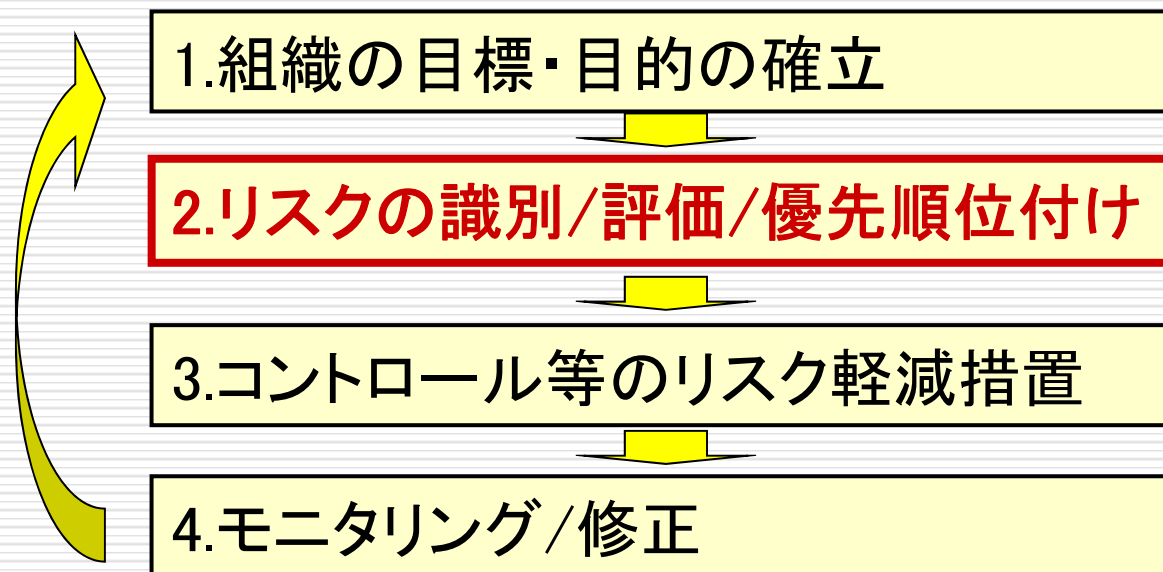 1.組織の目標・目的の確立
2.リスクの識別/評価/優先順位付け
3.コントロール等のリスク軽減措置
4.モニタリング/修正